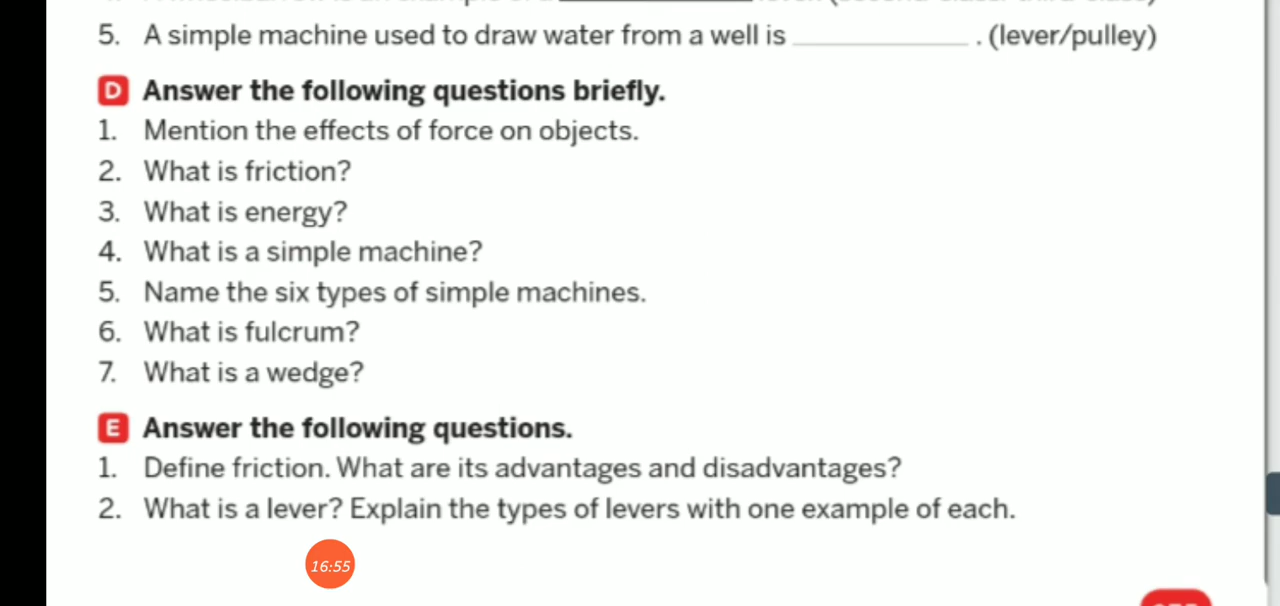 5. A simple machine used to draw water from a well is __________ . (lever/pulley)
D Answer the following questions briefly.
1. Mention the effects of force on objects.
2. What is friction?
3. What is energy?
4. What is a simple machine?
5. Name the six types of simple machines.
6. What is fulcrum?
7. What is a wedge?
E Answer the following questions.
1. Define friction. What are its advantages and disadvantages?
2. What is a lever? Explain the types of levers with one example of each.
16:55